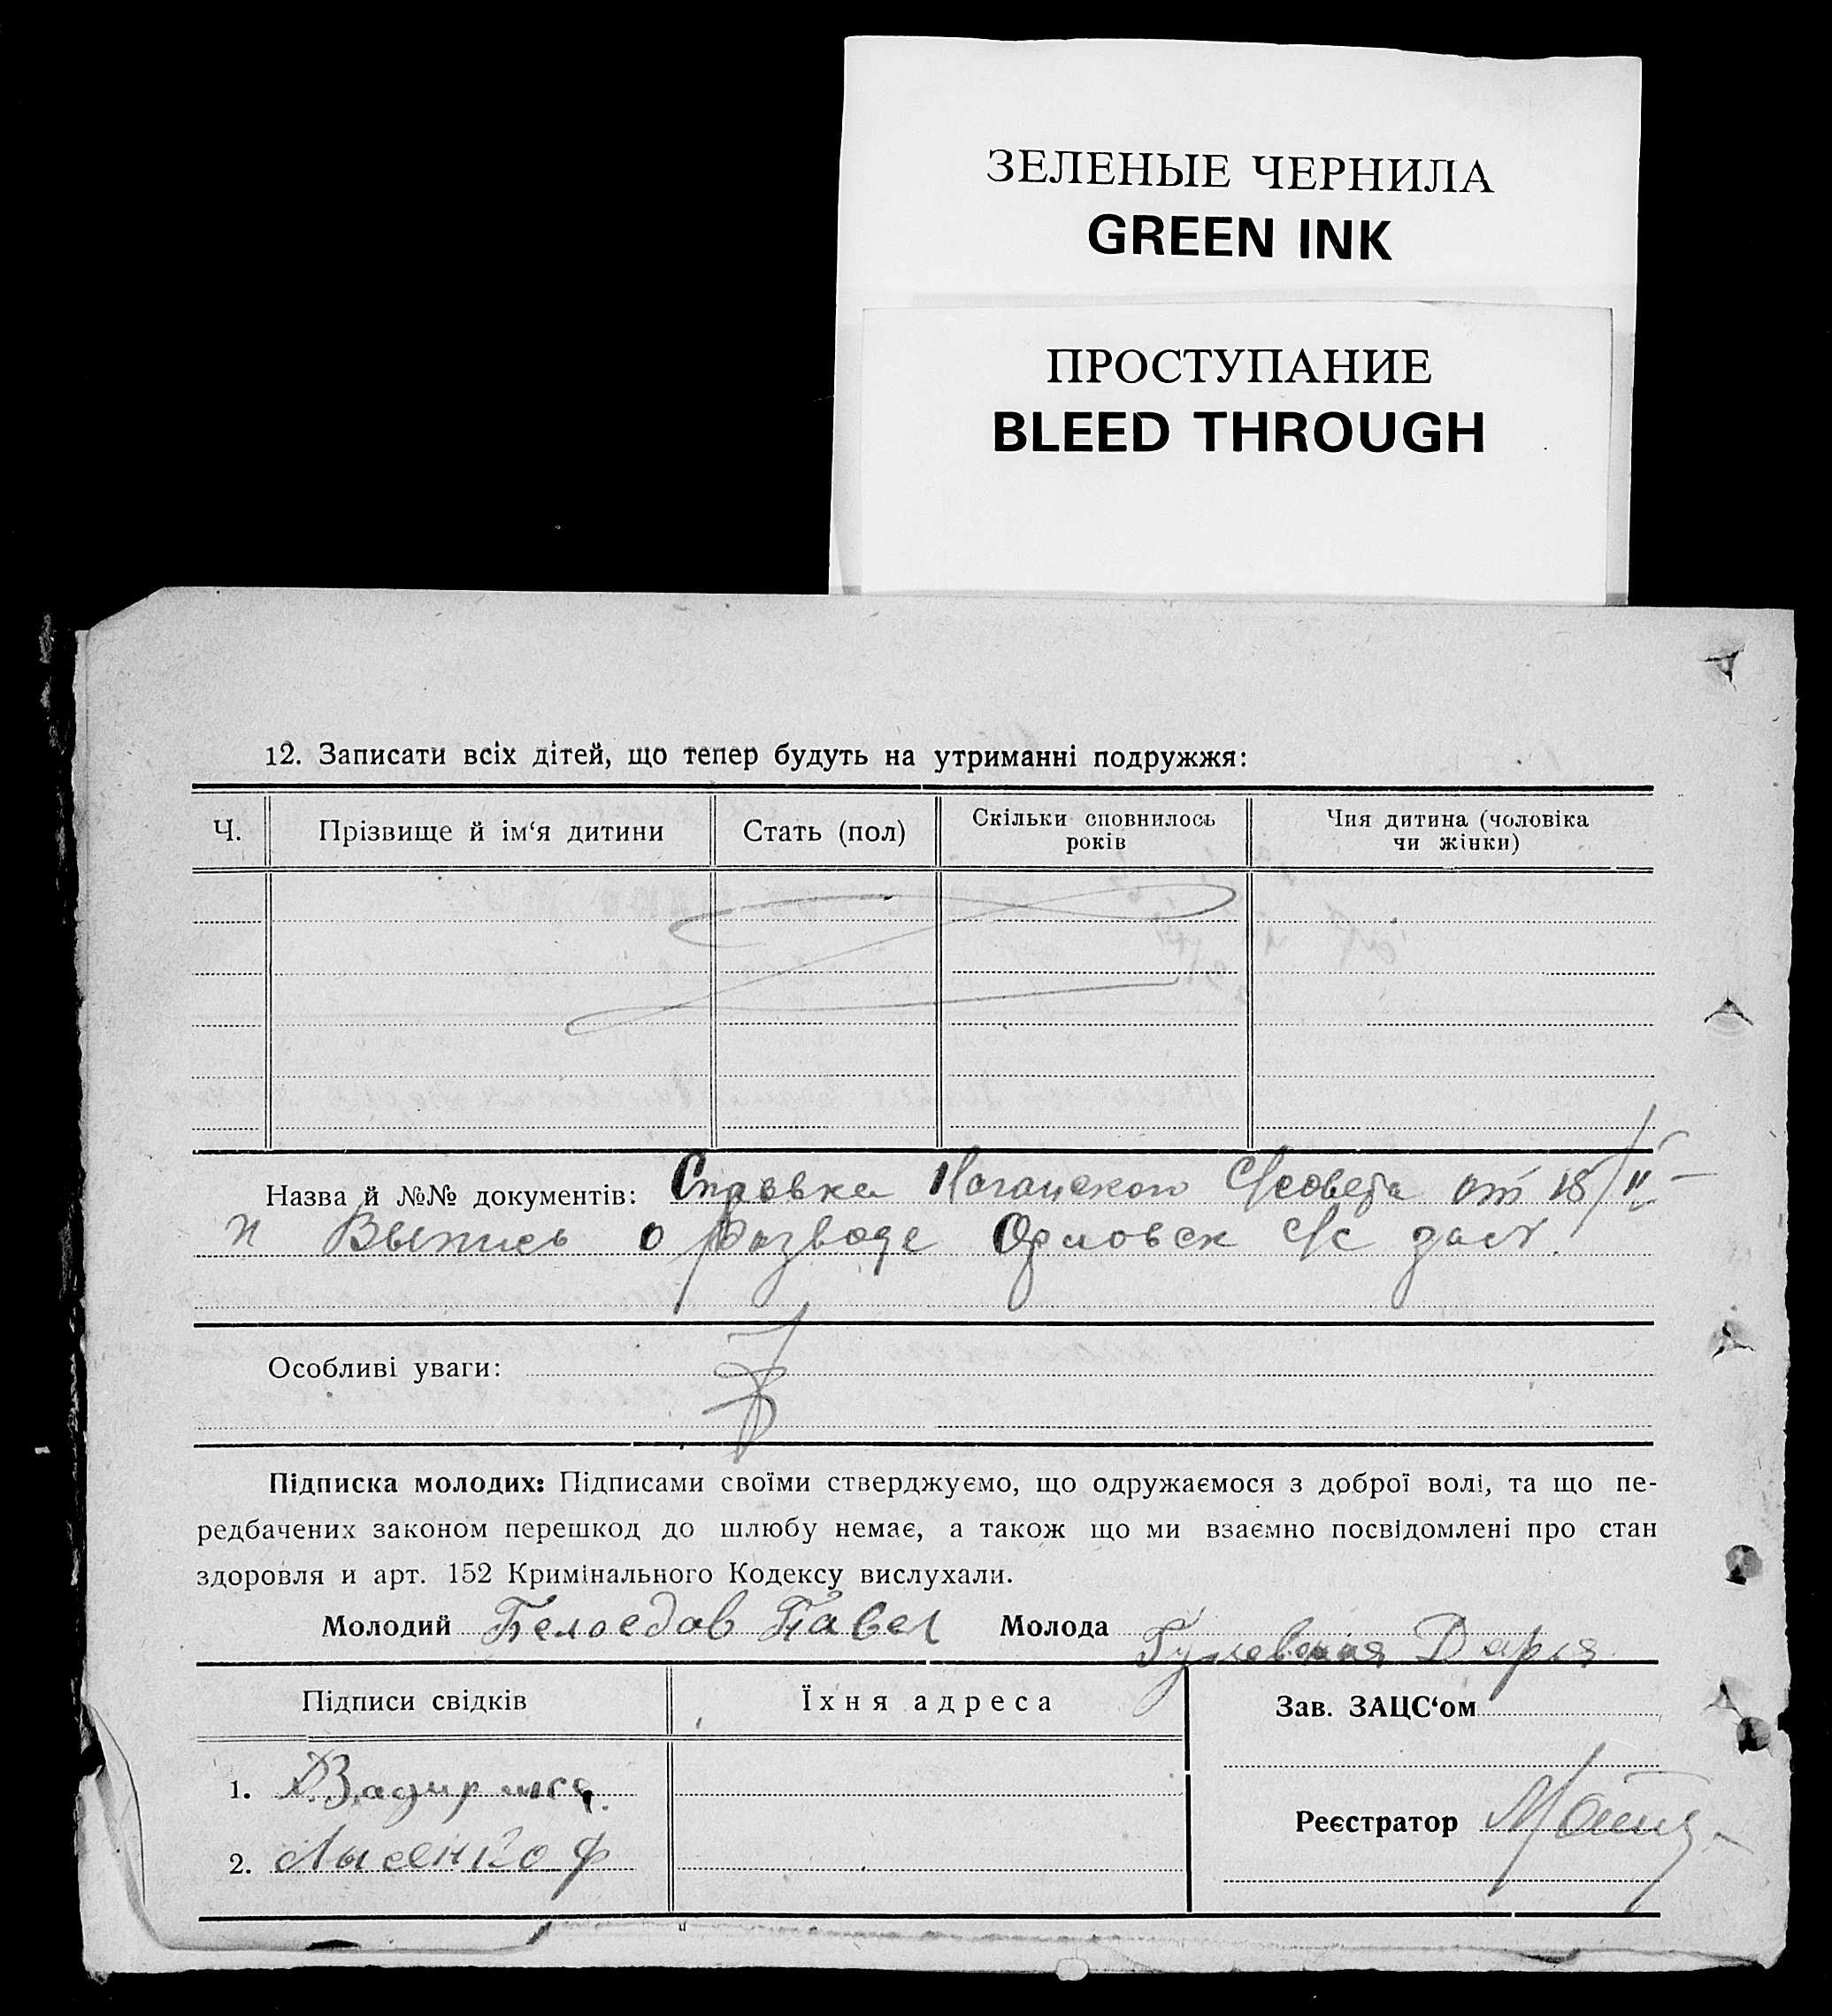 ЗЕЛЕНЫЕ ЧЕРНИЛА
GREEN INK
ПРОСТУПАНИЕ
BLEED THROUGH
12. Записати всіх дітей, що тепер будуть на утриманні подружжя:
Ч. Прізвище й ім‘я дитини Стать (пол) Скільки сповнилось років Чия дитина (чоловіка чи жінки)
Назва й №№ документів: Справка С/совета от 18/II
и Выпись о разводе Орловск с/с
Особливі уваги:
Підписка молодих: Підписами своїми стверджуємо, що одружаємося з доброї волі, та що пе-
редбачених законом перешкод до шлюбу немає, а також що ми взаємно посвідомлені про стан
здоровля и арт. 152 Кримінального Кодексу вислухали.
Молодий Белоедов Павел Молода Дарья
Підписи свідків Їхня адреса Зав. ЗАЦС‘ом
1.
Реєстратор
2. Лысенко Ф